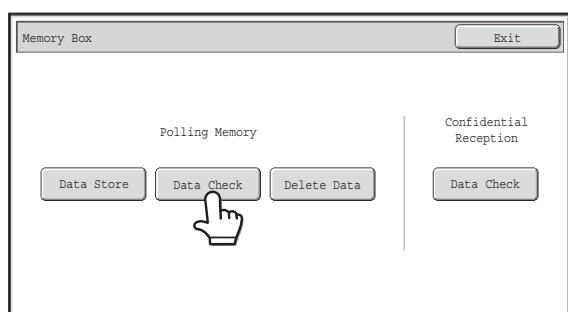 Memory Box
Exit
Polling Memory
Confidential
Reception
Data Store
Data Check
Delete Data
Data Check